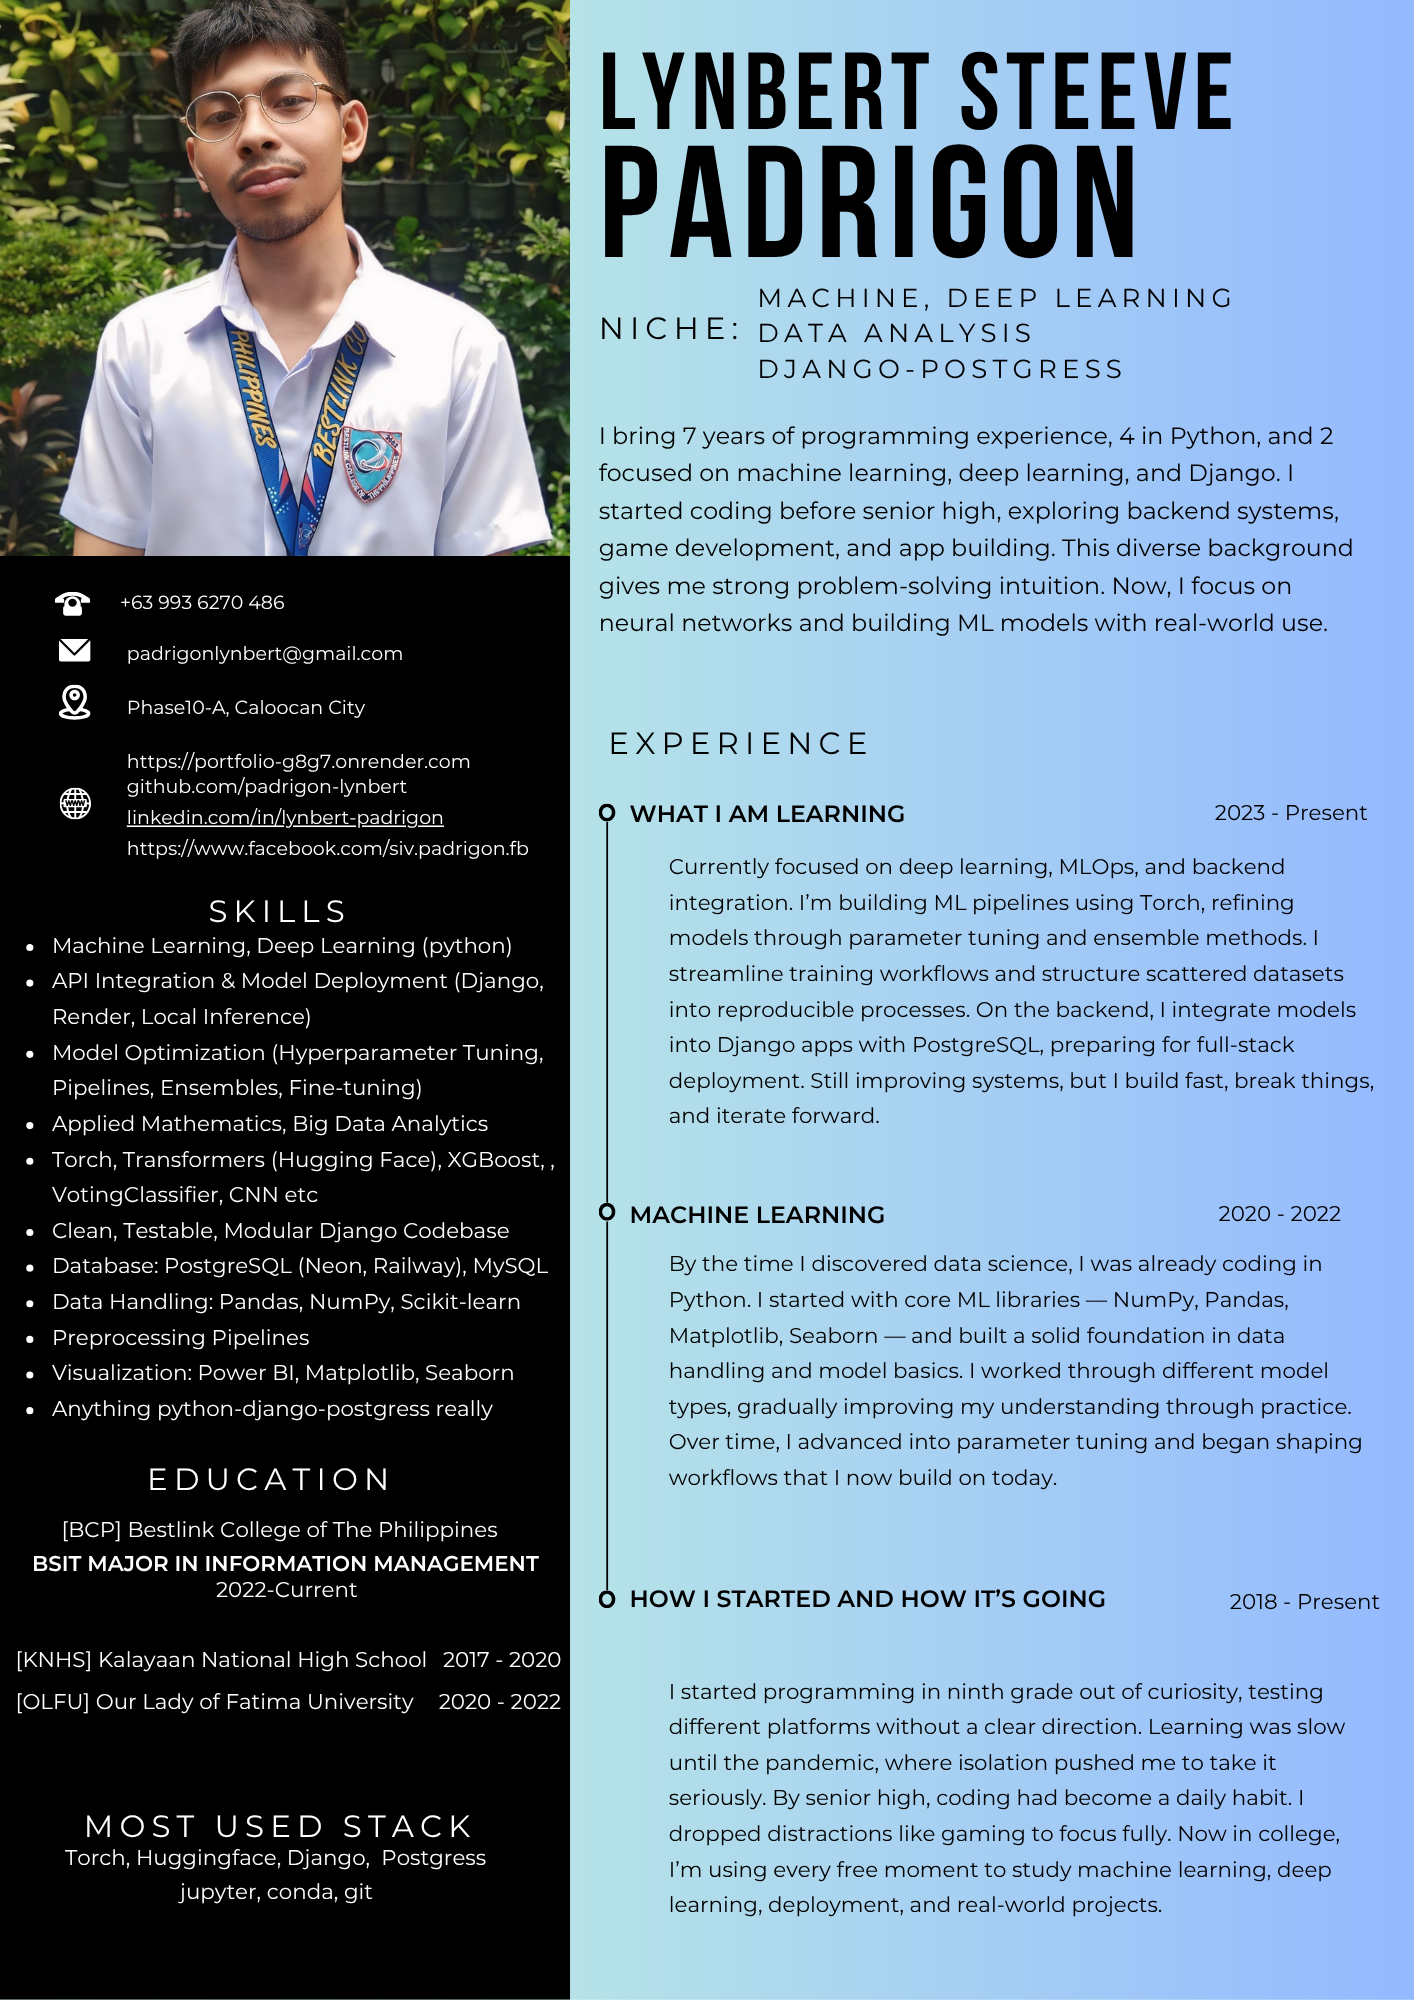 PHILIPPINES
BESTLINK CO
LYNBERT STEEVE
PADRIGON
NICHE:
MACHINE, DEEP LEARNING
DATA ANALYSIS
DJANGO-POSTGRESS
I bring 7 years of programming experience, 4 in Python, and 2
focused on machine learning, deep learning, and Django. I
started coding before senior high, exploring backend systems,
game development, and app building. This diverse background
gives me strong problem-solving intuition. Now, I focus on
neural networks and building ML models with real-world use.
+63 993 6270 486
padrigonlynbert@gmail.com
Phase10-A, Caloocan City
https://portfolio-g8g7.onrender.com
github.com/padrigon-lynbert
linkedin.com/in/lynbert-padrigon
https://www.facebook.com/siv.padrigon.fb
SKILLS
• Machine Learning, Deep Learning (python)
• API Integration & Model Deployment (Django,
Render, Local Inference)
• Model Optimization (Hyperparameter Tuning,
Pipelines, Ensembles, Fine-tuning)
• Applied Mathematics, Big Data Analytics
• Torch, Transformers (Hugging Face), XGBoost, ,
VotingClassifier, CNN etc
• Clean, Testable, Modular Django Codebase
• Database: PostgreSQL (Neon, Railway), MySQL
• Data Handling: Pandas, NumPy, Scikit-learn
• Preprocessing Pipelines
• Visualization: Power BI, Matplotlib, Seaborn
• Anything python-django-postgress really
EDUCATION
[BCP] Bestlink College of The Philippines
BSIT MAJOR IN INFORMATION MANAGEMENT
2022-Current
[KNHS] Kalayaan National High School 2017 - 2020
[OLFU] Our Lady of Fatima University 2020 - 2022
MOST USED STACK
Torch, Huggingface, Django, Postgress
jupyter, conda, git
EXPERIENCE
WHAT I AM LEARNING 2023 - Present
Currently focused on deep learning, MLOps, and backend
integration. I’m building ML pipelines using Torch, refining
models through parameter tuning and ensemble methods. I
streamline training workflows and structure scattered datasets
into reproducible processes. On the backend, I integrate models
into Django apps with PostgreSQL, preparing for full-stack
deployment. Still improving systems, but I build fast, break things,
and iterate forward.
MACHINE LEARNING 2020 - 2022
By the time I discovered data science, I was already coding in
Python. I started with core ML libraries — NumPy, Pandas,
Matplotlib, Seaborn — and built a solid foundation in data
handling and model basics. I worked through different model
types, gradually improving my understanding through practice.
Over time, I advanced into parameter tuning and began shaping
workflows that I now build on today.
HOW I STARTED AND HOW IT’S GOING 2018 - Present
I started programming in ninth grade out of curiosity, testing
different platforms without a clear direction. Learning was slow
until the pandemic, where isolation pushed me to take it
seriously. By senior high, coding had become a daily habit. I
dropped distractions like gaming to focus fully. Now in college,
I’m using every free moment to study machine learning, deep
learning, deployment, and real-world projects.